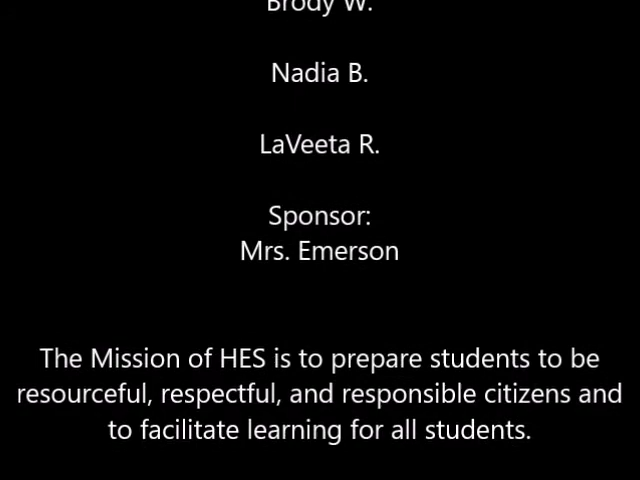 Brody W.
Nadia B.
LaVeeta R.
Sponsor:
Mrs. Emerson
The Mission of HES is to prepare students to be
resourceful, respectful, and responsible citizens and
to facilitate learning for all students.